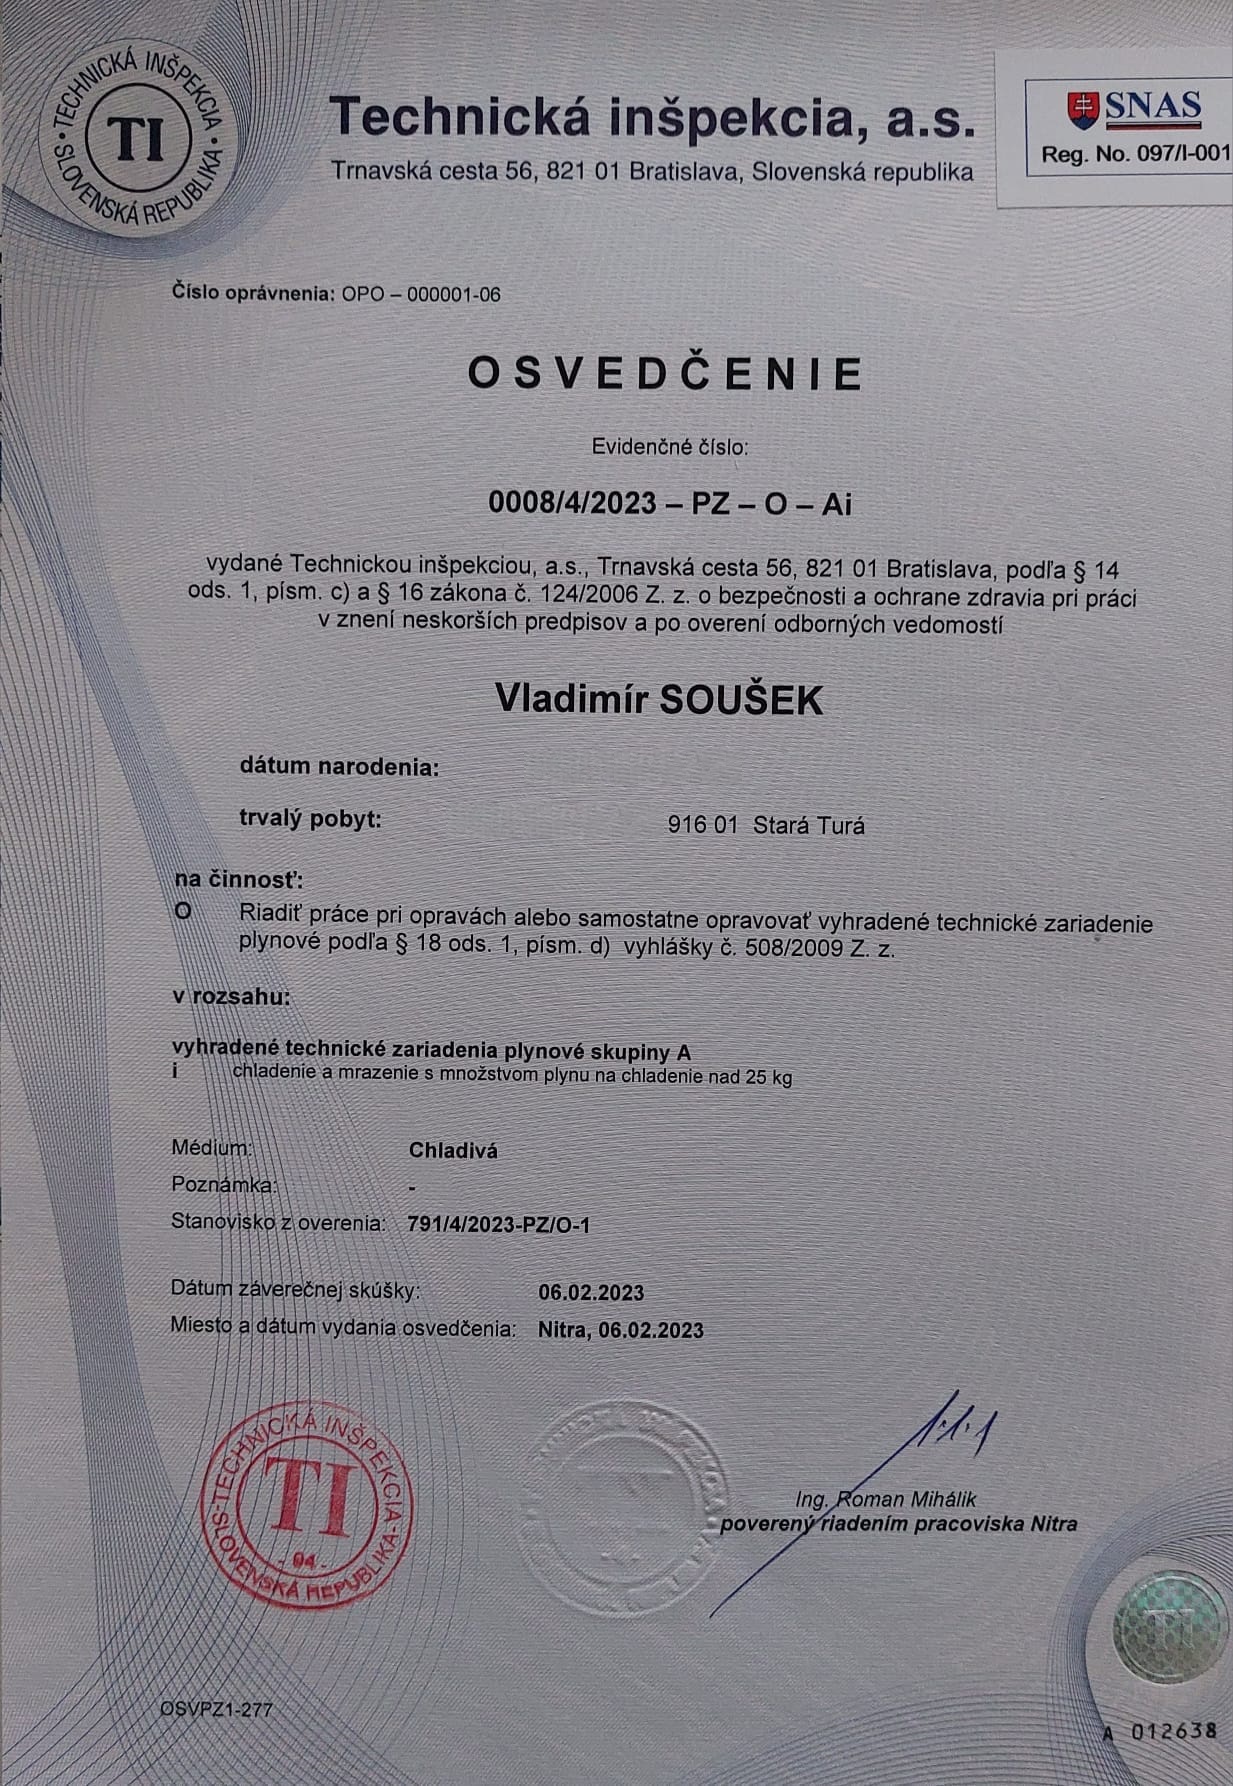 TECHNICKÁ INŠPEKCIA
SLOVENSKÁ REPUBLIKA
TI
Technická inšpekcia, a.s.
Trnavská cesta 56, 821 01 Bratislava, Slovenská republika
SNAS
Reg. No. 097/I-001
Číslo oprávnenia: OPO – 000001-06
OSVEDČENIE
Evidenčné číslo:
0008/4/2023 – PZ – O – Ai
vydané Technickou inšpekciou, a.s., Trnavská cesta 56, 821 01 Bratislava, podľa § 14
ods. 1, písm. c) a § 16 zákona č. 124/2006 Z. z. o bezpečnosti a ochrane zdravia pri práci
v znení neskorších predpisov a po overení odborných vedomostí
Vladimír SOUŠEK
dátum narodenia:
trvalý pobyt: 916 01 Stará Turá
na činnosť:
O Riadiť práce pri opravách alebo samostatne opravovať vyhradené technické zariadenie
plynové podľa § 18 ods. 1, písm. d) vyhlášky č. 508/2009 Z. z.
v rozsahu:
vyhradené technické zariadenia plynové skupiny A
i chladenie a mrazenie s množstvom plynu na chladenie nad 25 kg
Médium: Chladivá
Poznámka: -
Stanovisko z overenia: 791/4/2023-PZ/O-1
Dátum záverečnej skúšky: 06.02.2023
Miesto a dátum vydania osvedčenia: Nitra, 06.02.2023
TECHNICKÁ INŠPEKCIA
SLOVENSKÁ REPUBLIKA
TI
- 04 -
Ing. Roman Mihálik
poverený riadením pracoviska Nitra
TI
OSVPZ1-277
A 012638